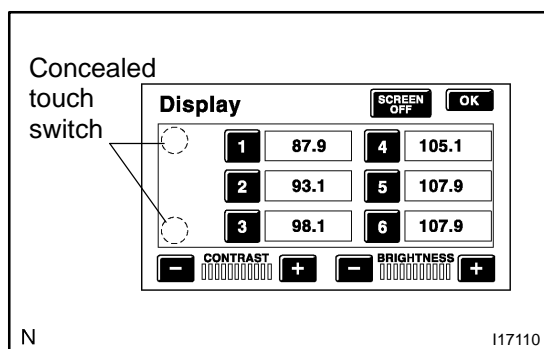 Concealed
touch
switch
Display
SCREEN
OFF
OK
1 87.9 4 105.1
2 93.1 5 107.9
3 98.1 6 107.9
− CONTRAST + − BRIGHTNESS +
N I17110